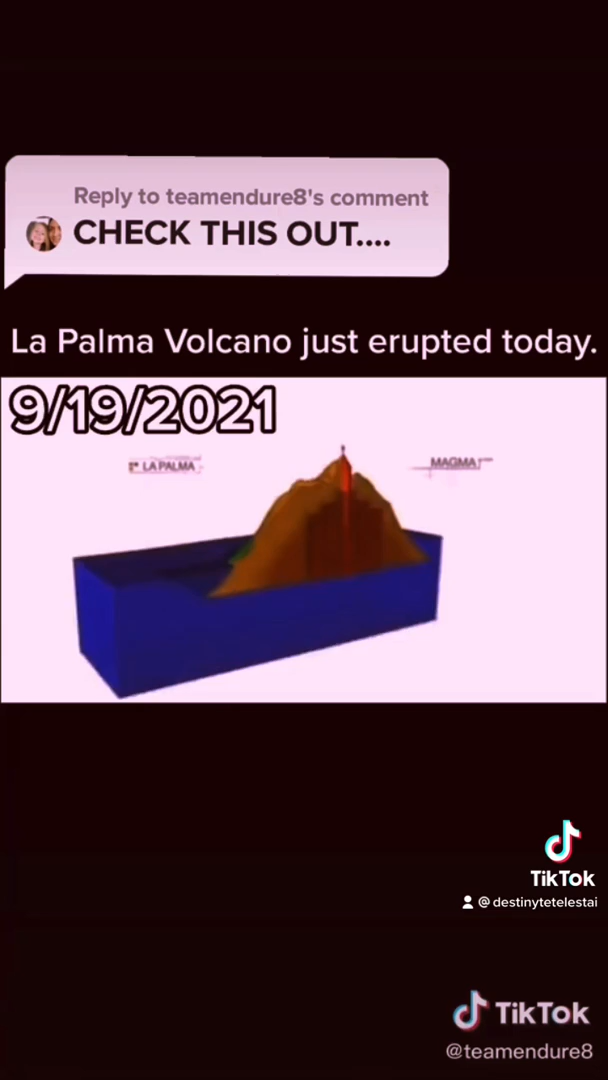 Reply to teamendure8's comment
CHECK THIS OUT....
La Palma Volcano just erupted today.
9/19/2021
LA PALMA
MAGMA
TikTok
@destinytetelestai
TikTok
@teamendure8